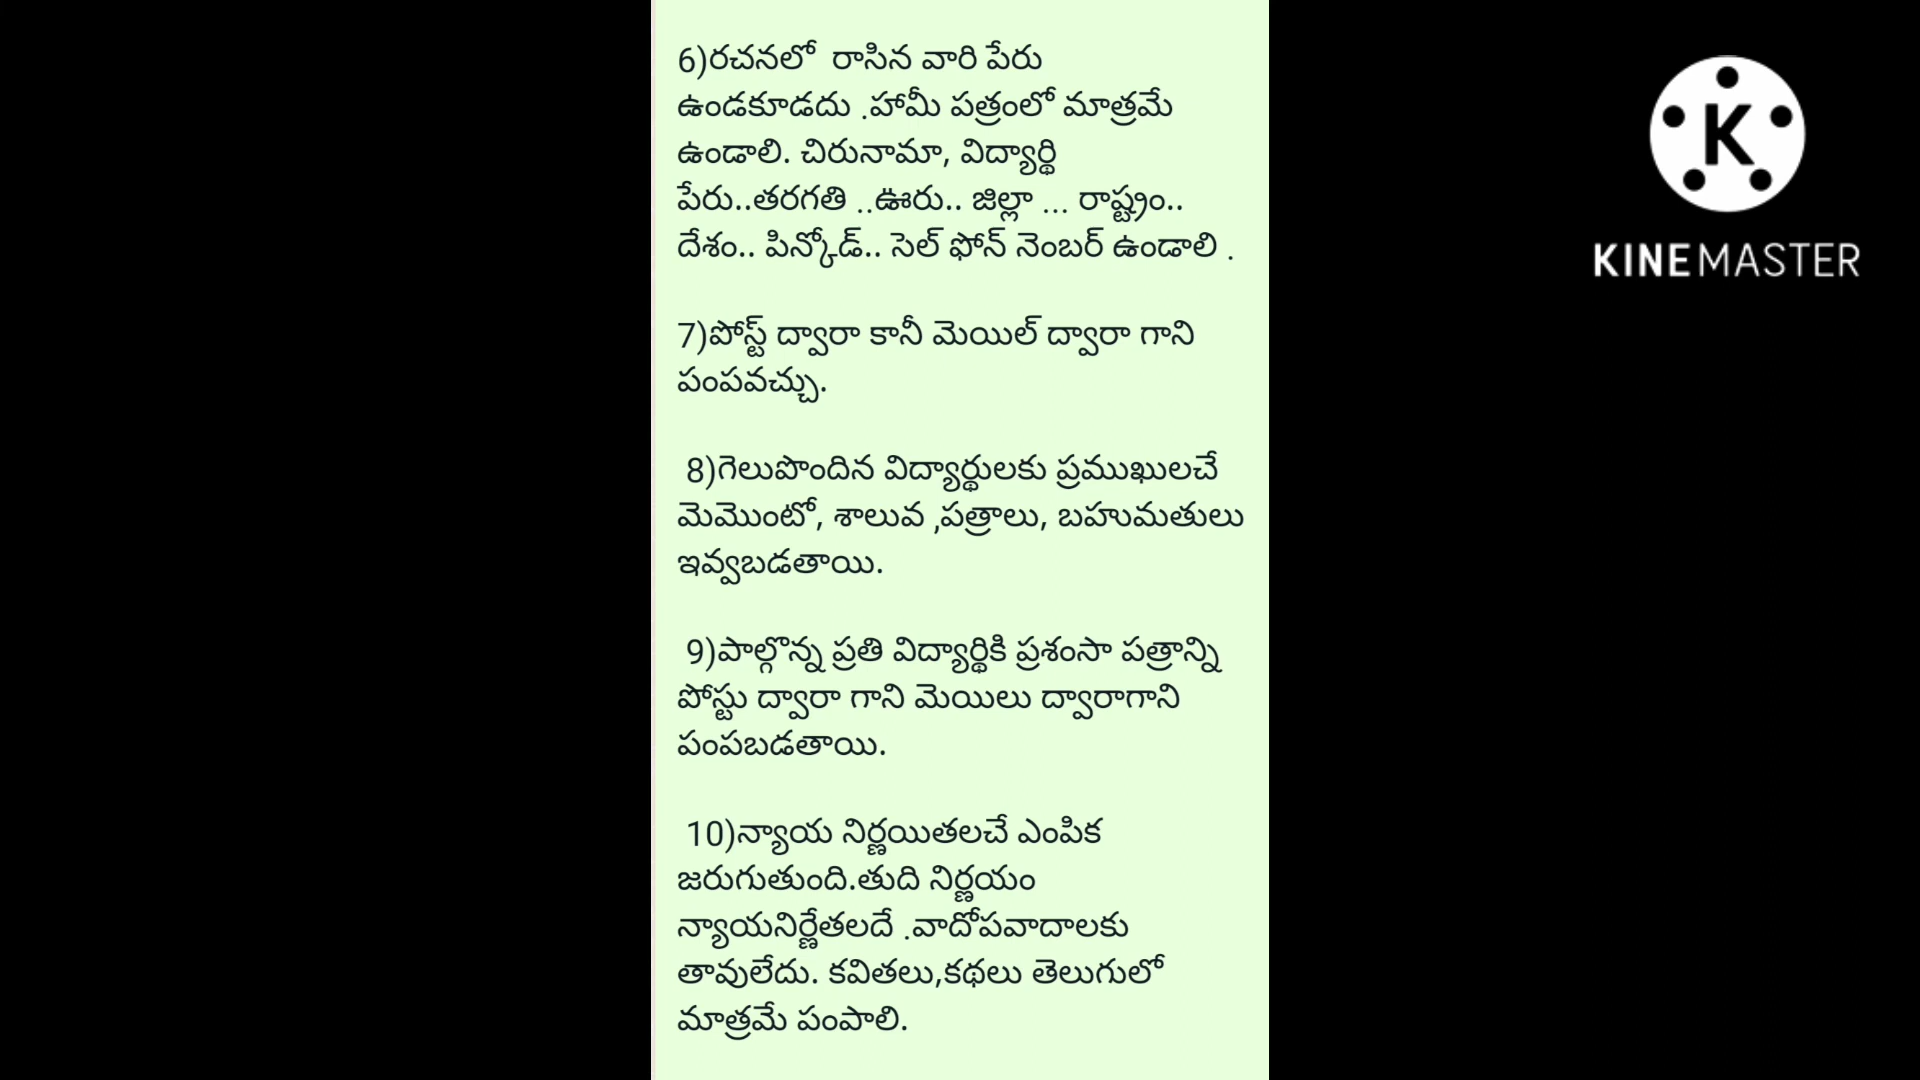 6)రచనలో  రాసిన వారి పేరు
ఉండకూడదు .హామీ పత్రంలో మాత్రమే
ఉండాలి. చిరునామా, విద్యార్థి
పేరు..తరగతి ..ఊరు.. జిల్లా ... రాష్ట్రం..
దేశం.. పిన్కోడ్.. సెల్ ఫోన్ నెంబర్ ఉండాలి .
7)పోస్ట్ ద్వారా కానీ మెయిల్ ద్వారా గాని
పంపవచ్చు.
8)గెలుపొందిన విద్యార్థులకు ప్రముఖులచే
మెమొంటో, శాలువ ,పత్రాలు, బహుమతులు
ఇవ్వబడతాయి.
9)పాల్గొన్న ప్రతి విద్యార్థికి ప్రశంసా పత్రాన్ని
పోస్టు ద్వారా గాని మెయిలు ద్వారాగాని
పంపబడతాయి.
10)న్యాయ నిర్ణయితలచే ఎంపిక
జరుగుతుంది.తుది నిర్ణయం
న్యాయనిర్ణేతలదే .వాదోపవాదాలకు
తావులేదు. కవితలు,కథలు తెలుగులో
మాత్రమే పంపాలి.
K
KINEMASTER